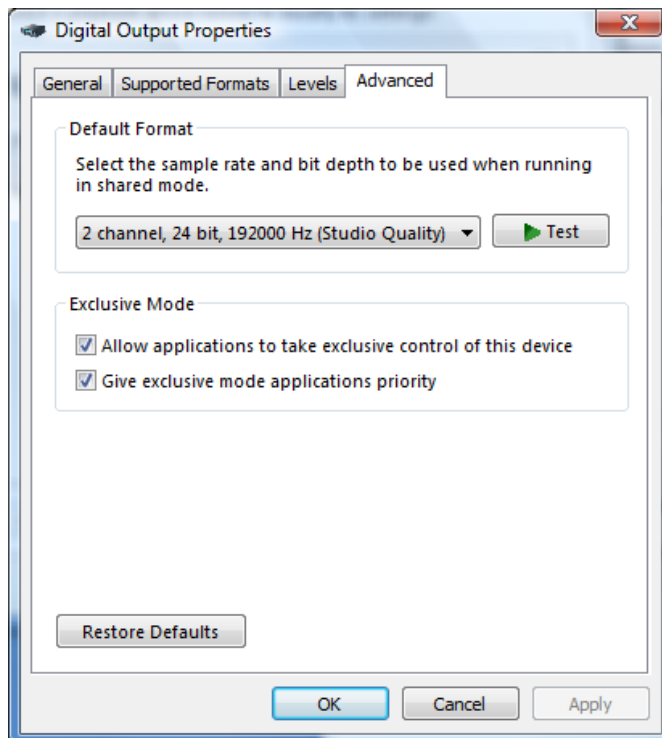 Digital Output Properties
General
Supported Formats
Levels
Advanced
Default Format
Select the sample rate and bit depth to be used when running
in shared mode.
2 channel, 24 bit, 192000 Hz (Studio Quality)
Test
Exclusive Mode
Allow applications to take exclusive control of this device
Give exclusive mode applications priority
Restore Defaults
OK
Cancel
Apply